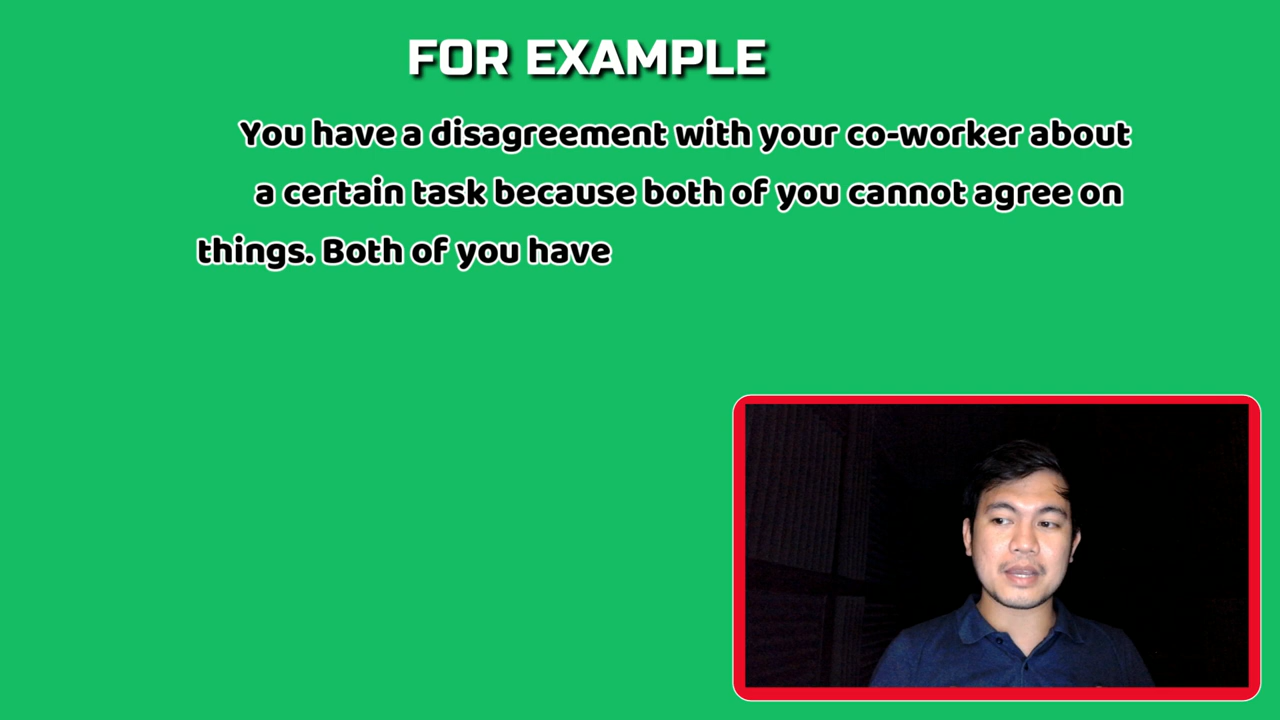 FOR EXAMPLE
You have a disagreement with your co-worker about
a certain task because both of you cannot agree on
things. Both of you have